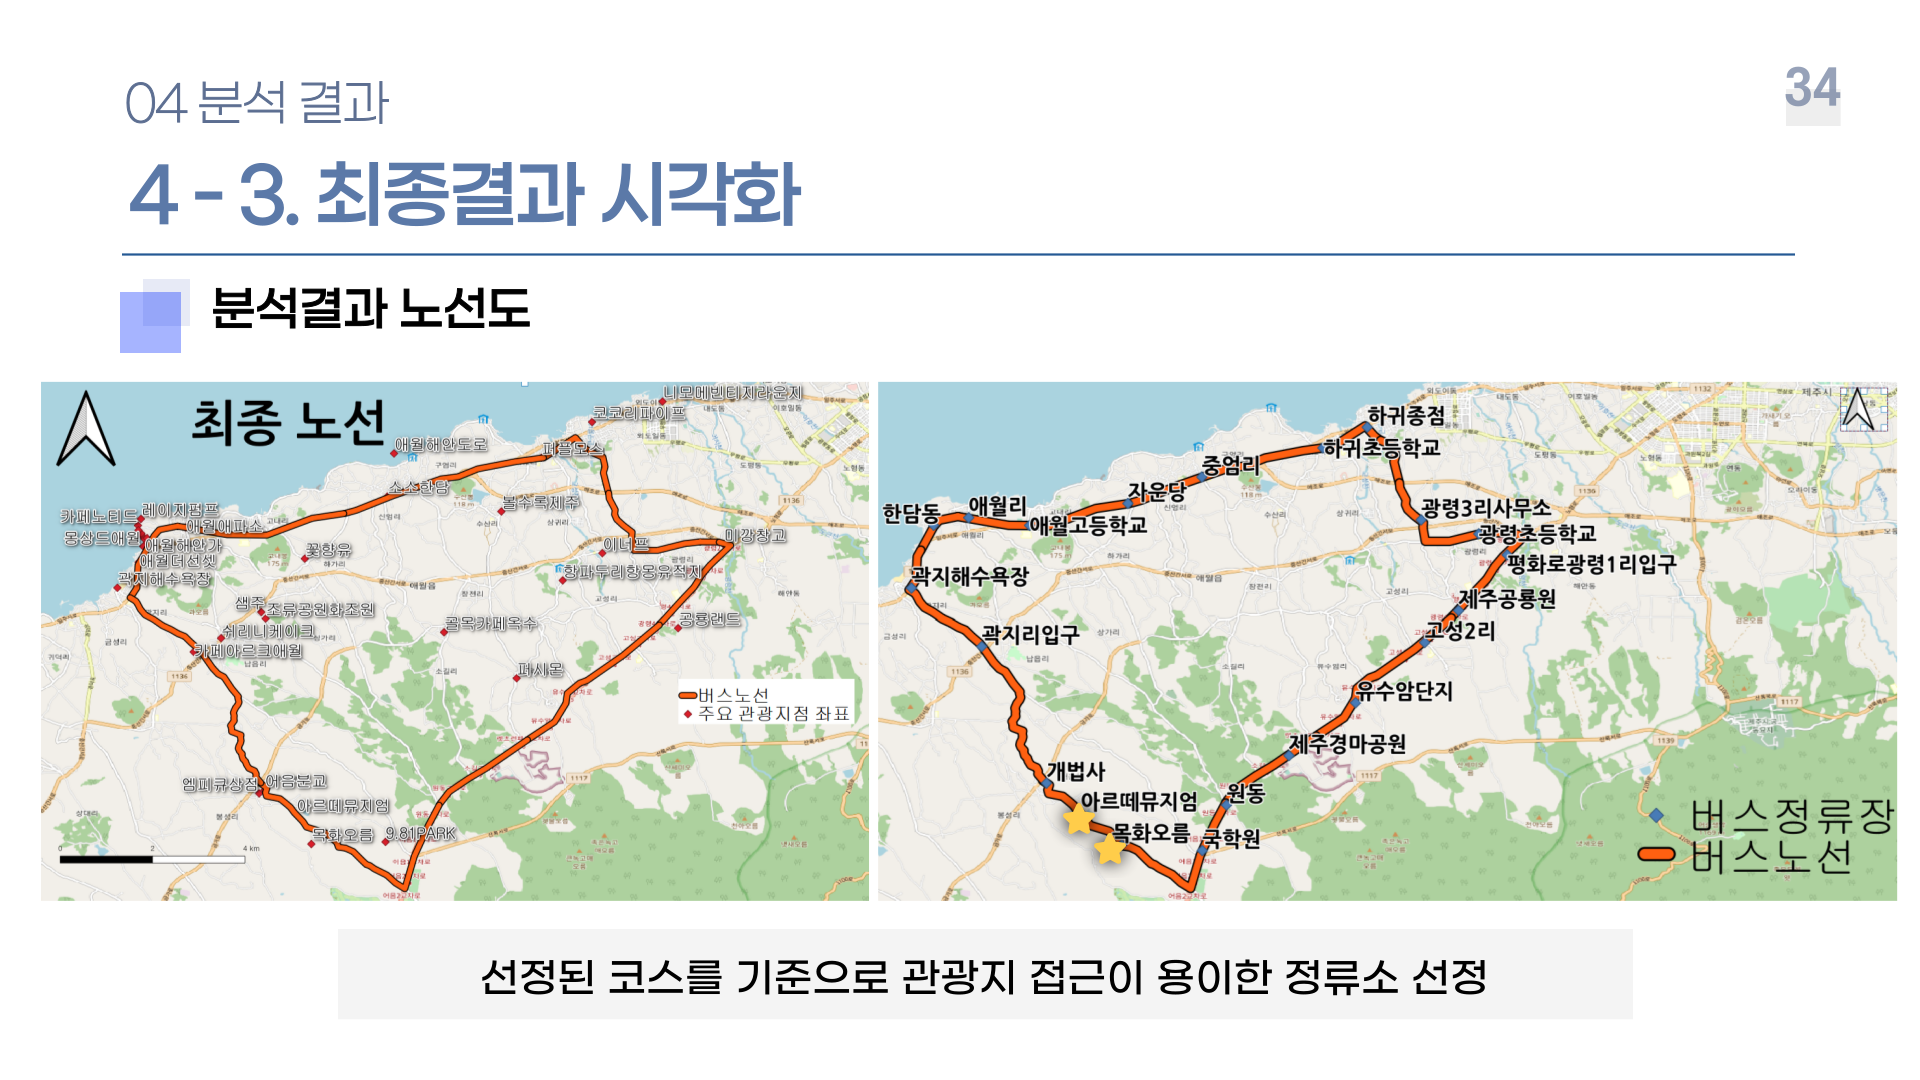 04 분석 결과
34
4 - 3. 최종결과 시각화
분석결과 노선도
최종 노선
니모메빈티지라운지
코코리파이프
애월해안도로
퍼플모스
소소한담
볼수록제주
카페노티드
레이지펌프
애월애파소
몽상드애월
애월해안가
애월더선셋
곽지해수욕장
꽃향유
이너프
미깡창고
항파두리항몽유적지
샘주
조류공원화조원
쉬리니케이크
카페아르크애월
골목카페옥수
공룡랜드
퍼시몬
버스노선
주요 관광지점 좌표
엠피큐상점
어음분교
아르떼뮤지엄
목화오름
9.81PARK
0 2 4 km
하귀종점
하귀초등학교
중엄리
자운당
애월리
한담동
애월고등학교
광령3리사무소
광령초등학교
평화로광령1리입구
곽지해수욕장
제주공룡원
고성2리
곽지리입구
유수암단지
제주경마공원
개법사
아르떼뮤지엄
원동
목화오름
국학원
버스정류장
버스노선
1136
1117
1132
1139
선정된 코스를 기준으로 관광지 접근이 용이한 정류소 선정